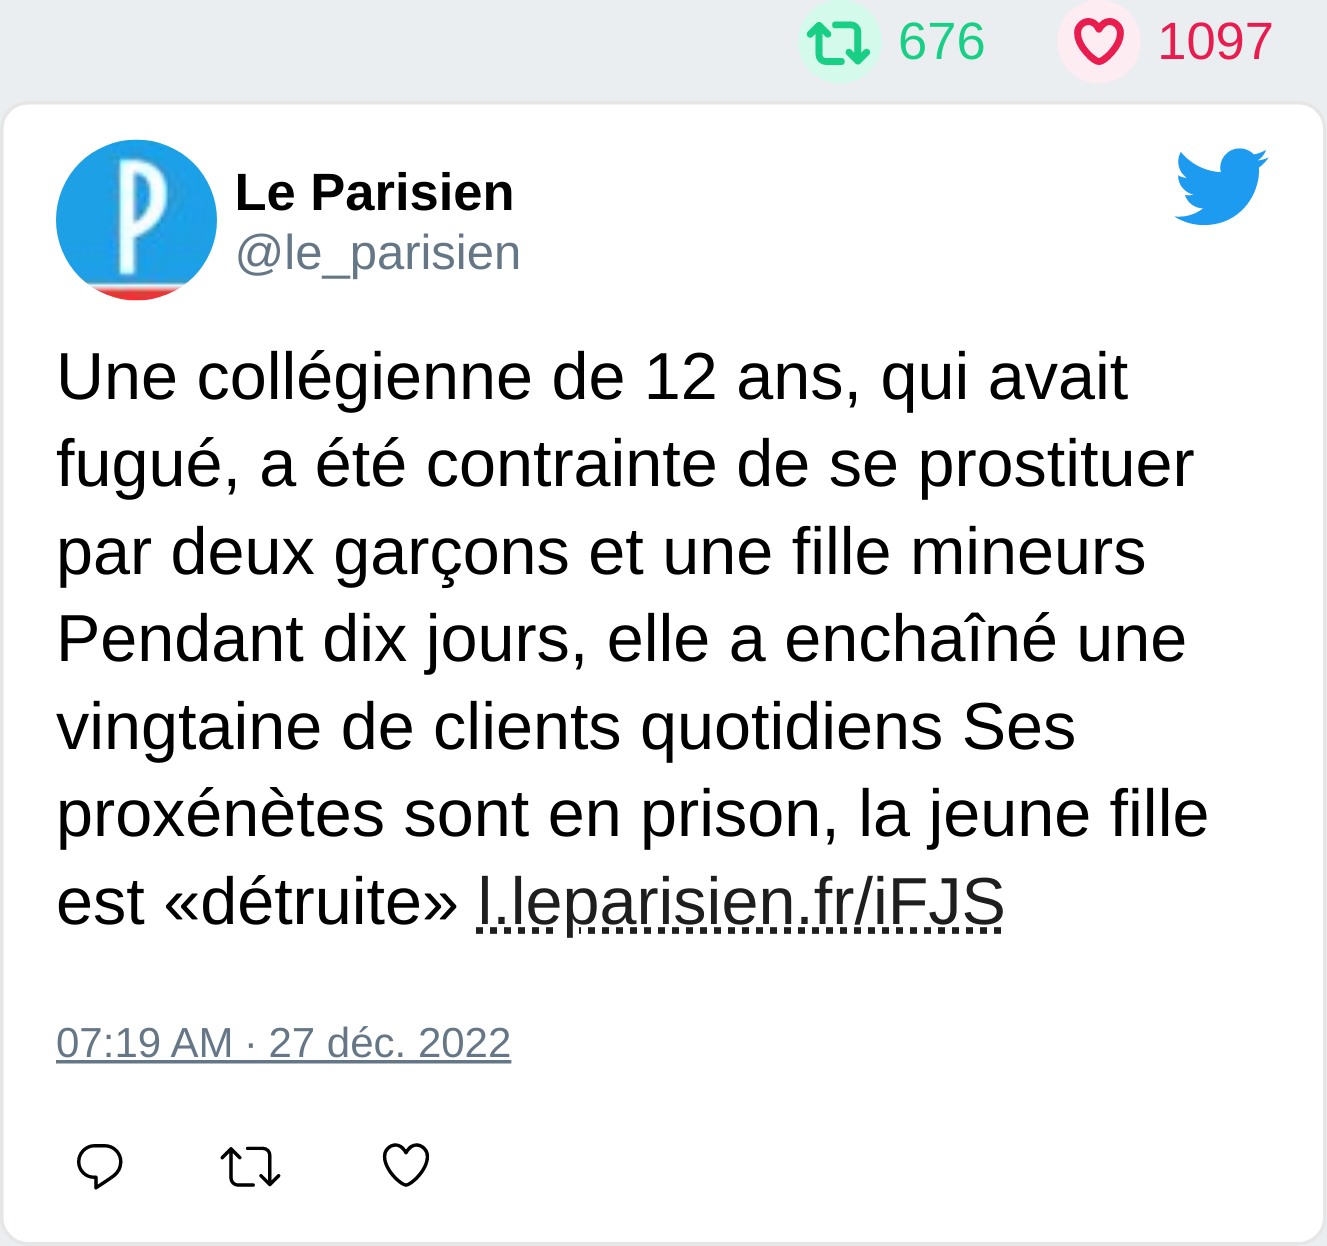 676 1097
Le Parisien
@le_parisien
Une collégienne de 12 ans, qui avait
fugué, a été contrainte de se prostituer
par deux garçons et une fille mineurs
Pendant dix jours, elle a enchaîné une
vingtaine de clients quotidiens Ses
proxénètes sont en prison, la jeune fille
est «détruite» l.leparisien.fr/iFJS
07:19 AM · 27 déc. 2022